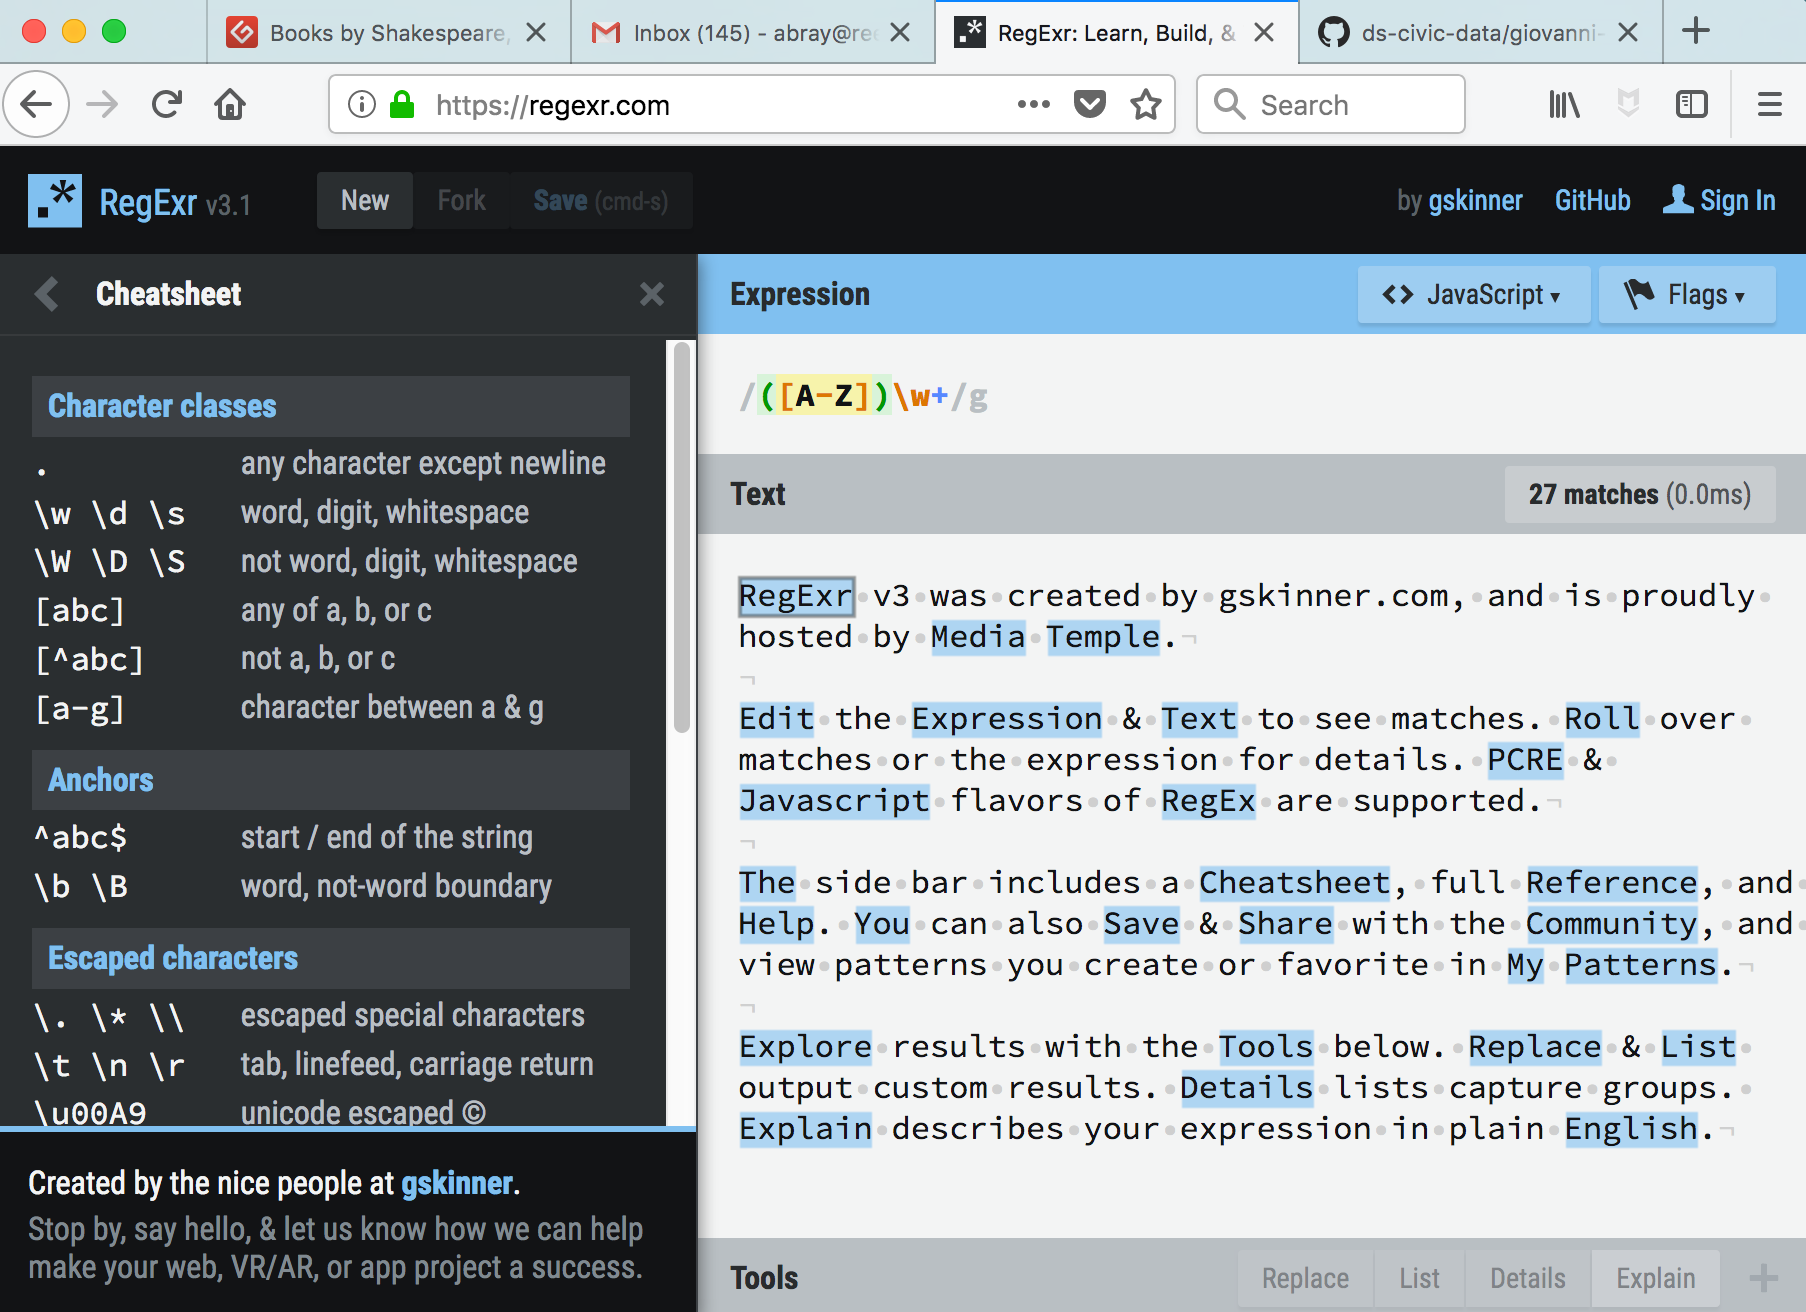 Books by Shakespeare,
Inbox (145) - abray@ree
RegExr: Learn, Build, &
ds-civic-data/giovanni-
https://regexr.com
Search
RegExr v3.1
New
Fork
Save (cmd-s)
by gskinner
GitHub
Sign In
Cheatsheet
Character classes
. any character except newline
\w \d \s word, digit, whitespace
\W \D \S not word, digit, whitespace
[abc] any of a, b, or c
[^abc] not a, b, or c
[a-g] character between a & g
Anchors
^abc$ start / end of the string
\b \B word, not-word boundary
Escaped characters
\. \* \\ escaped special characters
\t \n \r tab, linefeed, carriage return
\u00A9 unicode escaped ©
Created by the nice people at gskinner.
Stop by, say hello, & let us know how we can help
make your web, VR/AR, or app project a success.
Expression
<> JavaScript ▾
Flags ▾
/([A-Z])\w+/g
Text
27 matches (0.0ms)
RegExr•v3•was•created•by•gskinner.com,•and•is•proudly•
hosted•by•Media•Temple.¬
¬
Edit•the•Expression•&•Text•to•see•matches.•Roll•over•
matches•or•the•expression•for•details.•PCRE•&•
Javascript•flavors•of•RegEx•are•supported.¬
¬
The•side•bar•includes•a•Cheatsheet,•full•Reference,•and•
Help.•You•can•also•Save•&•Share•with•the•Community,•and•
view•patterns•you•create•or•favorite•in•My•Patterns.¬
¬
Explore•results•with•the•Tools•below.•Replace•&•List•
output•custom•results.•Details•lists•capture•groups.•
Explain•describes•your•expression•in•plain•English.¬
Tools
Replace
List
Details
Explain